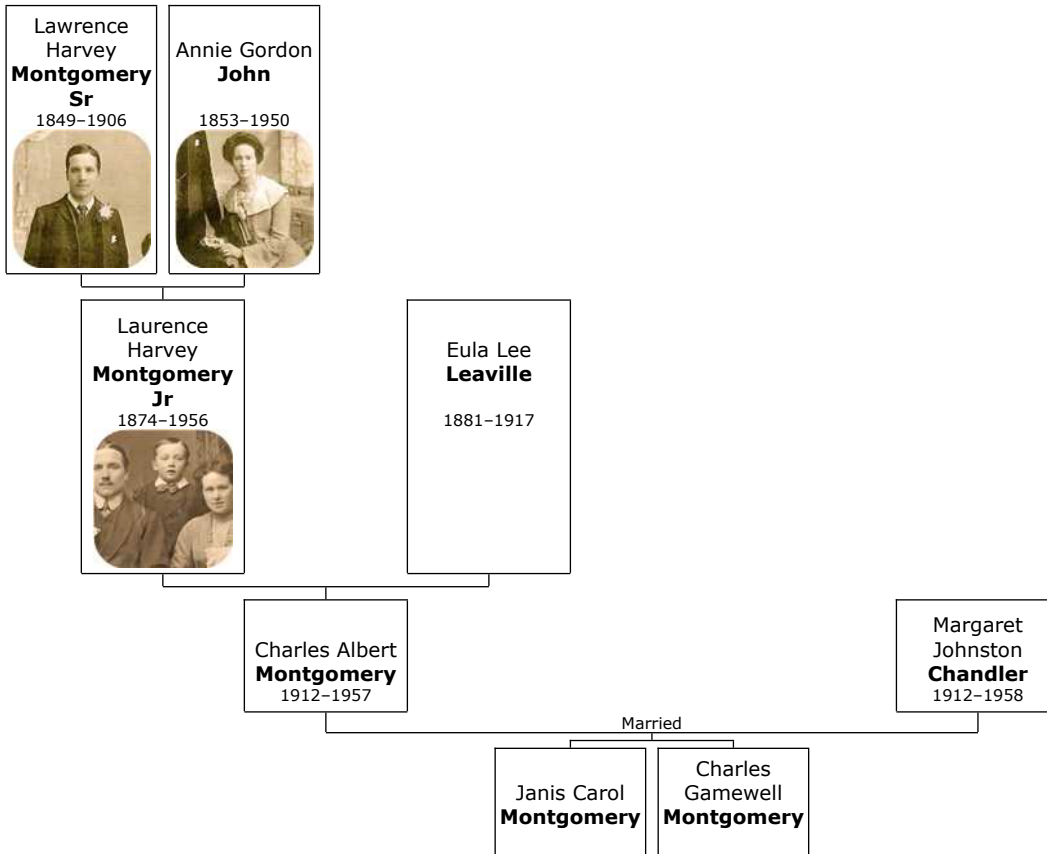 Lawrence
Harvey
Montgomery
Sr
1849–1906
Annie Gordon
John
1853–1950
Laurence
Harvey
Montgomery
Jr
1874–1956
Eula Lee
Leaville
1881–1917
Charles Albert
Montgomery
1912–1957
Margaret
Johnston
Chandler
1912–1958
Married
Janis Carol
Montgomery
Charles
Gamewell
Montgomery